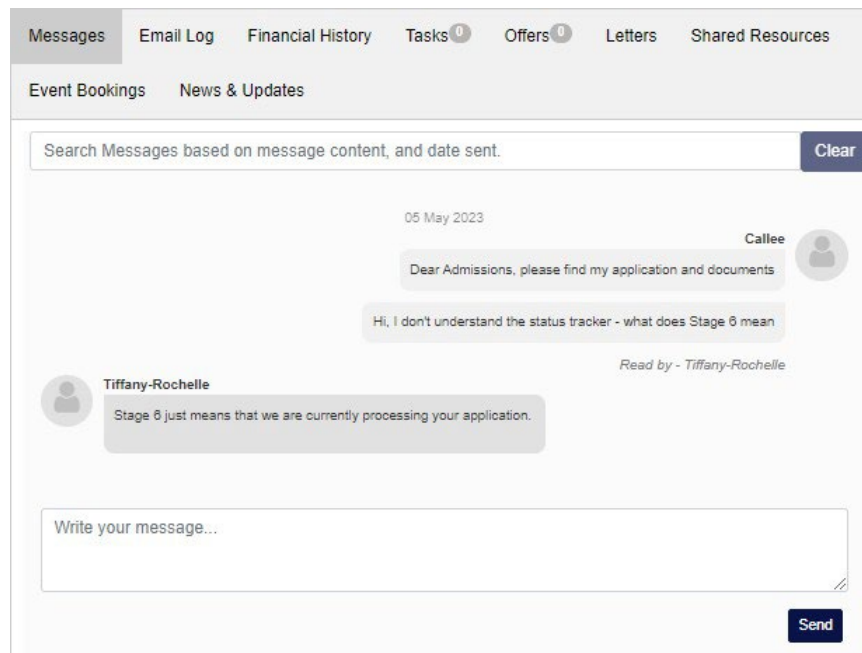 Messages Email Log Financial History Tasks 0 Offers 0 Letters Shared Resources
Event Bookings News & Updates
Search Messages based on message content, and date sent. Clear
05 May 2023
Callee
Dear Admissions, please find my application and documents
Hi, I don't understand the status tracker - what does Stage 6 mean
Read by - Tiffany-Rochelle
Tiffany-Rochelle
Stage 6 just means that we are currently processing your application.
Write your message...
Send